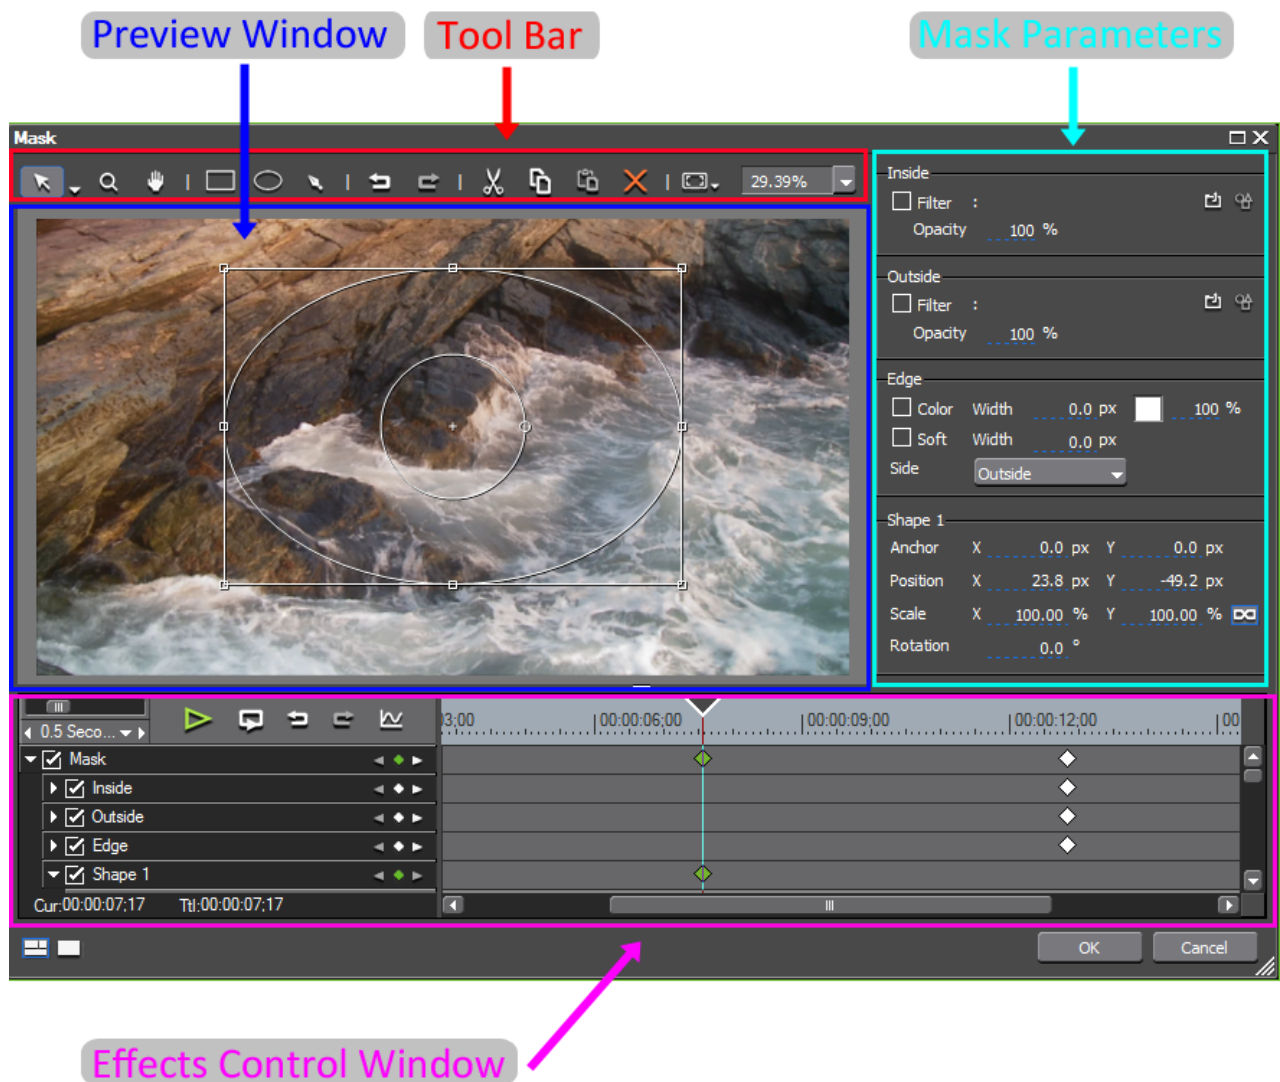 Preview Window
Tool Bar
Mask Parameters
Mask
29.39%
Inside
Filter :
Opacity 100 %
Outside
Filter :
Opacity 100 %
Edge
Color Width 0.0 px 100 %
Soft Width 0.0 px
Side Outside
Shape 1
Anchor X 0.0 px Y 0.0 px
Position X 23.8 px Y -49.2 px
Scale X 100.00 % Y 100.00 %
Rotation 0.0 °
0.5 Seco...
3;00 00:00:06;00 00:00:09;00 00:00:12;00 00
Mask
Inside
Outside
Edge
Shape 1
Cur:00:00:07;17 Ttl:00:00:07;17
OK Cancel
Effects Control Window